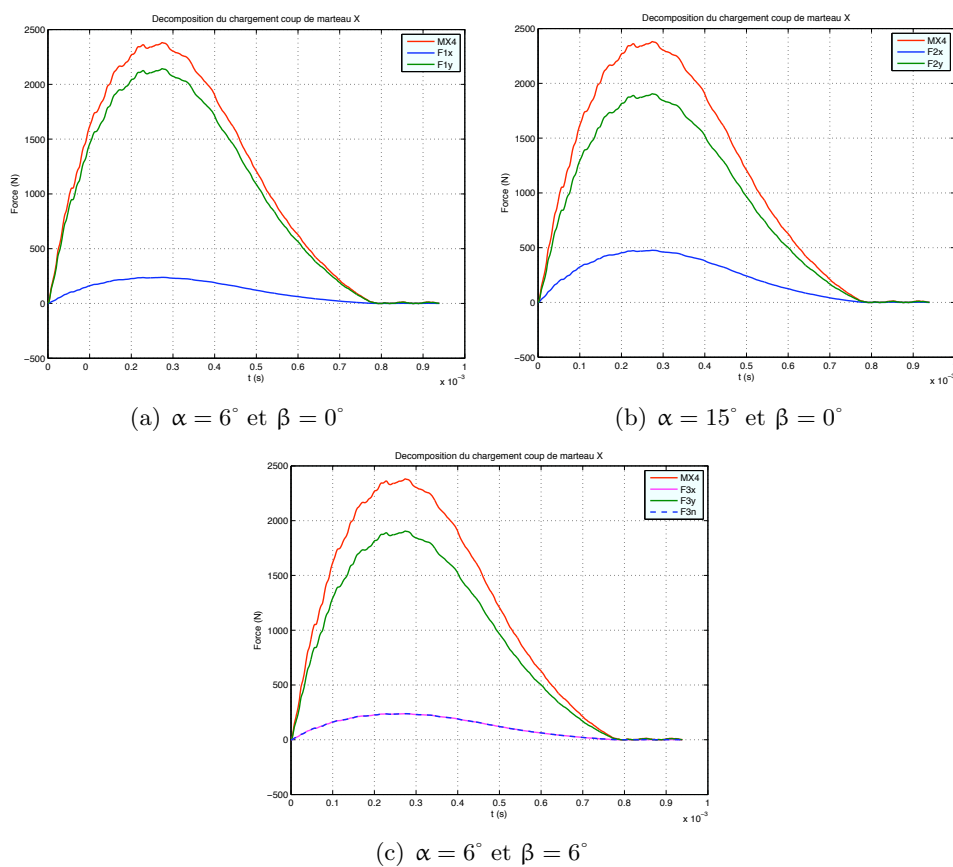 Decomposition du chargement coup de marteau X
2500
2000
1500
1000
500
0
−500
Force (N)
MX4
F1x
F1y
0 0 0.2 0.3 0.4 0.5 0.6 0.7 0.8 0.9 1
t (s)
x 10⁻³
(a) α = 6° et β = 0°
Decomposition du chargement coup de marteau X
2500
2000
1500
1000
500
0
−500
Force (N)
MX4
F2x
F2y
0 0.1 0.2 0.3 0.4 0.5 0.6 0.7 0.8 0.9
t (s)
x 10⁻³
(b) α = 15° et β = 0°
Decomposition du chargement coup de marteau X
2500
2000
1500
1000
500
0
−500
Force (N)
MX4
F3x
F3y
F3n
0 0.1 0.2 0.3 0.4 0.5 0.6 0.7 0.8 0.9 1
t (s)
x 10⁻³
(c) α = 6° et β = 6°